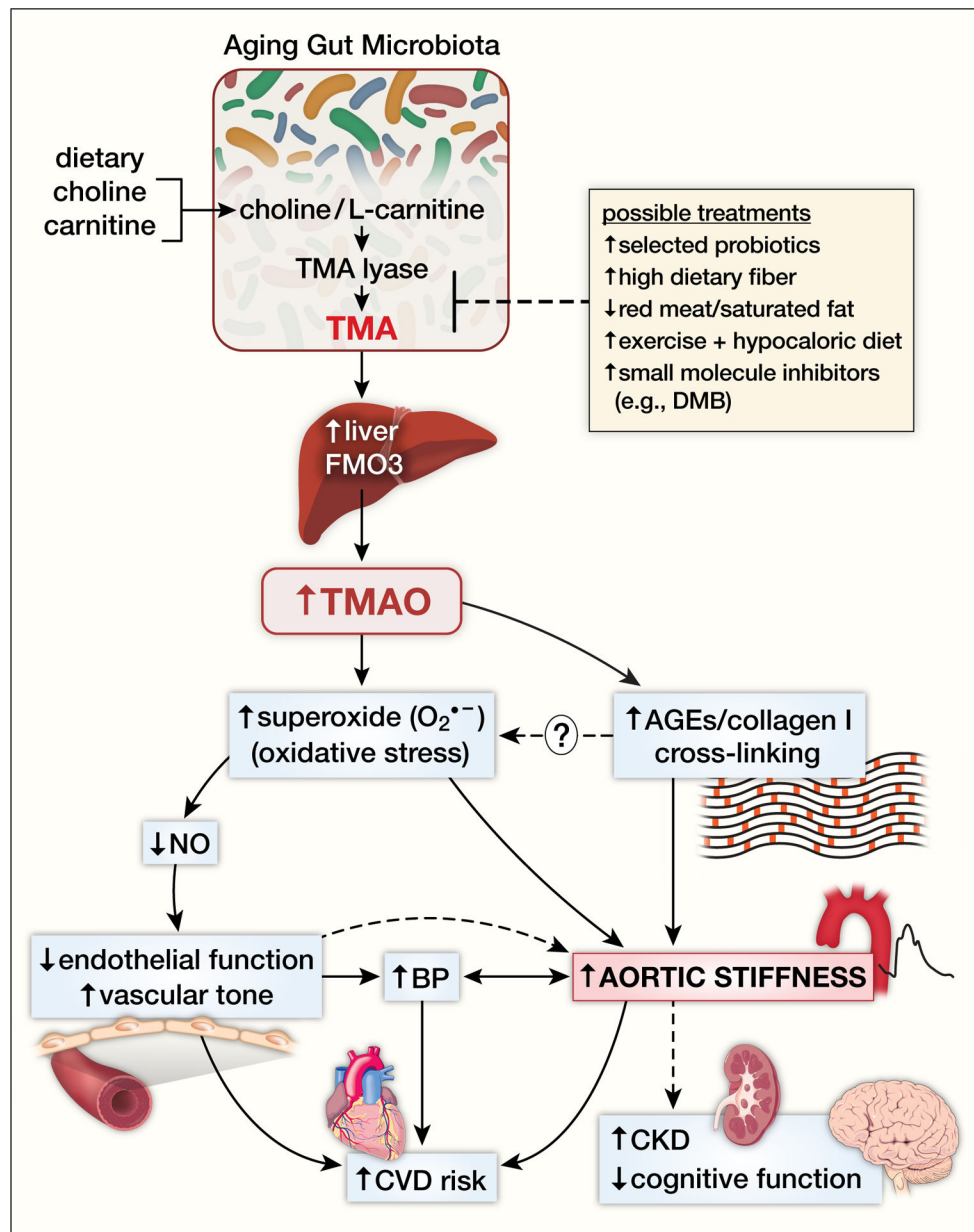 Aging Gut Microbiota
dietary
choline
carnitine
choline/L-carnitine
TMA lyase
TMA
possible treatments
↑selected probiotics
↑high dietary fiber
↓red meat/saturated fat
↑exercise + hypocaloric diet
↑small molecule inhibitors
(e.g., DMB)
↑liver
FMO3
↑TMAO
↑superoxide (O₂•−)
(oxidative stress)
?
↑AGEs/collagen I
cross-linking
↓NO
↓endothelial function
↑vascular tone
↑BP
↑AORTIC STIFFNESS
↑CVD risk
↑CKD
↓cognitive function